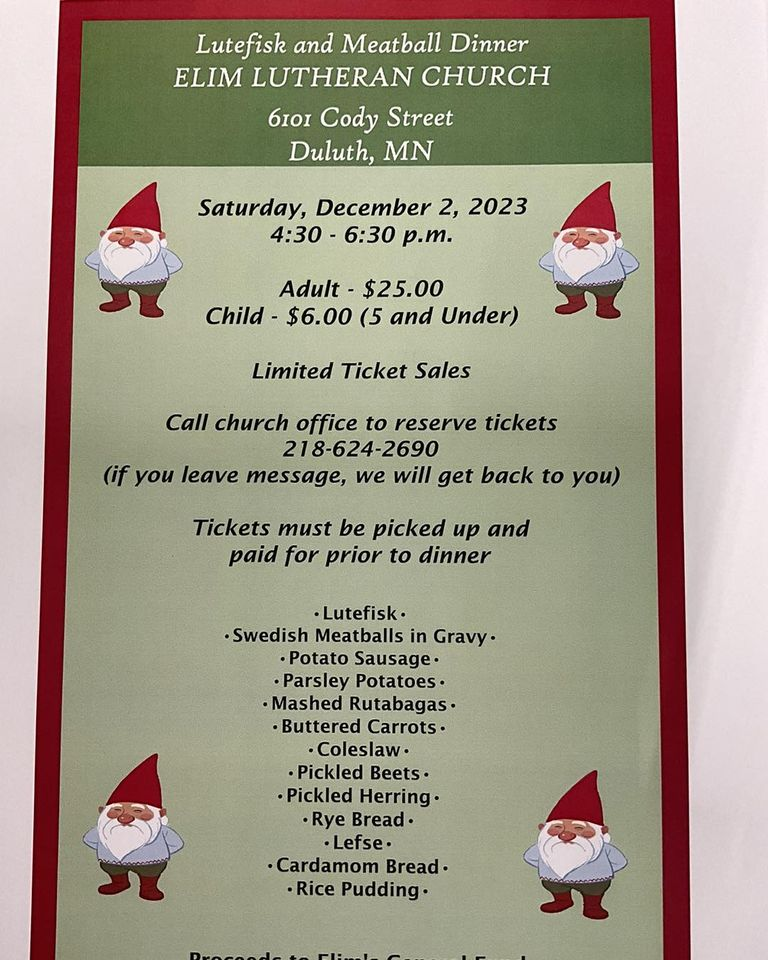 Lutefisk and Meatball Dinner
ELIM LUTHERAN CHURCH
6101 Cody Street
Duluth, MN
Saturday, December 2, 2023
4:30 - 6:30 p.m.
Adult - $25.00
Child - $6.00 (5 and Under)
Limited Ticket Sales
Call church office to reserve tickets
218-624-2690
(if you leave message, we will get back to you)
Tickets must be picked up and
paid for prior to dinner
·Lutefisk·
·Swedish Meatballs in Gravy·
·Potato Sausage·
·Parsley Potatoes·
·Mashed Rutabagas·
·Buttered Carrots·
·Coleslaw·
·Pickled Beets·
·Pickled Herring·
·Rye Bread·
·Lefse·
·Cardamom Bread·
·Rice Pudding·
Proceeds to Elim's General Fund